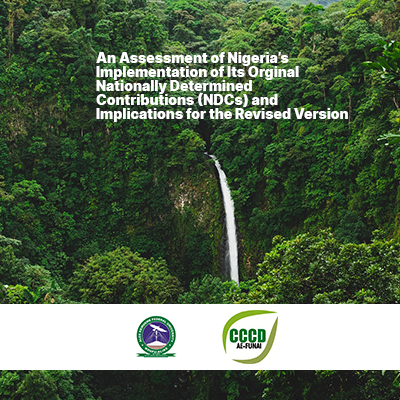 An Assessment of Nigeria's
Implementation of Its Orginal
Nationally Determined
Contributions (NDCs) and
Implications for the Revised Version
CCCD
AE-FUNAI